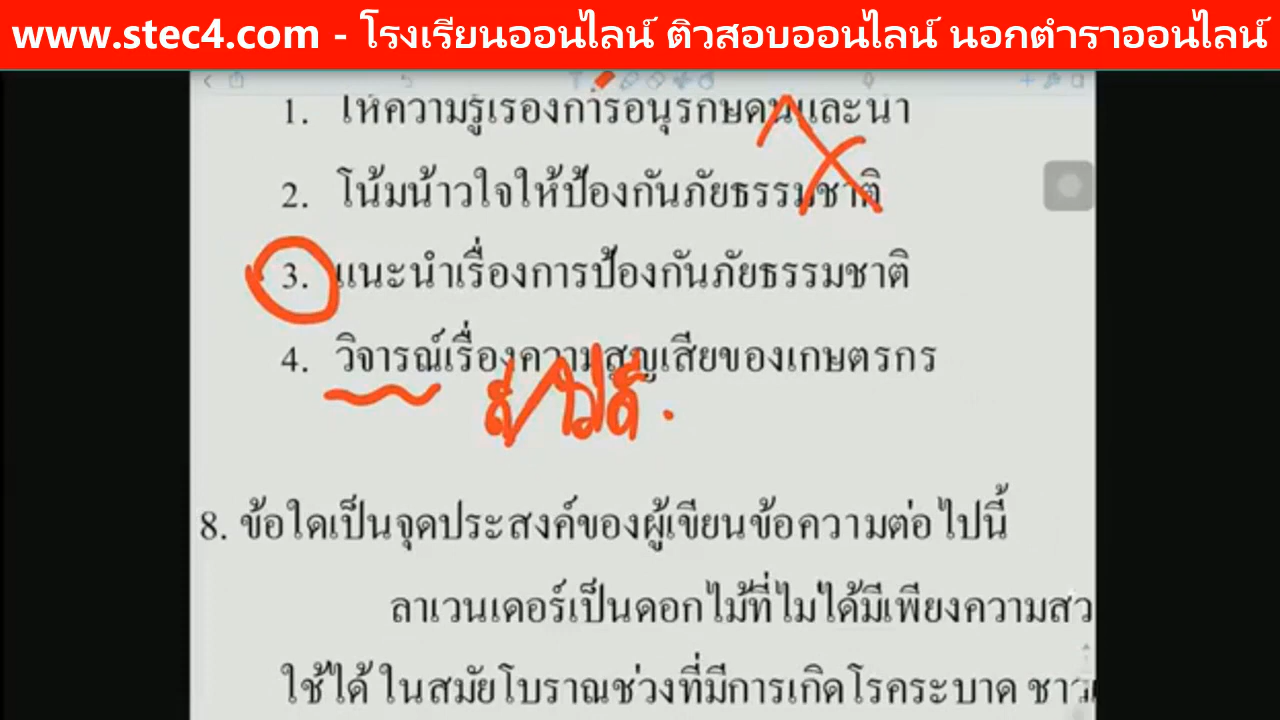 www.stec4.com - โรงเรียนออนไลน์ ติวสอบออนไลน์ นอกตำราออนไลน์
1. ให้ความรู้เรื่องการอนุรักษ์ดินและน้ำ
2. โน้มน้าวใจให้ป้องกันภัยธรรมชาติ
3. แนะนำเรื่องการป้องกันภัยธรรมชาติ
4. วิจารณ์เรื่องความสูญเสียของเกษตรกร
ดี/ไม่ดี.
8. ข้อใดเป็นจุดประสงค์ของผู้เขียนข้อความต่อไปนี้
ลาเวนเดอร์เป็นดอกไม้ที่ไม่ได้มีเพียงความสว
ใช้ได้ ในสมัยโบราณช่วงที่มีการเกิดโรคระบาด ชาว